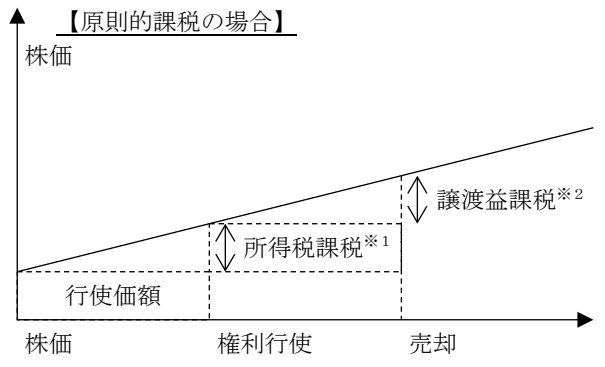 【原則的課税の場合】
株価
譲渡益課税※2
所得税課税※1
行使価額
株価
権利行使
売却